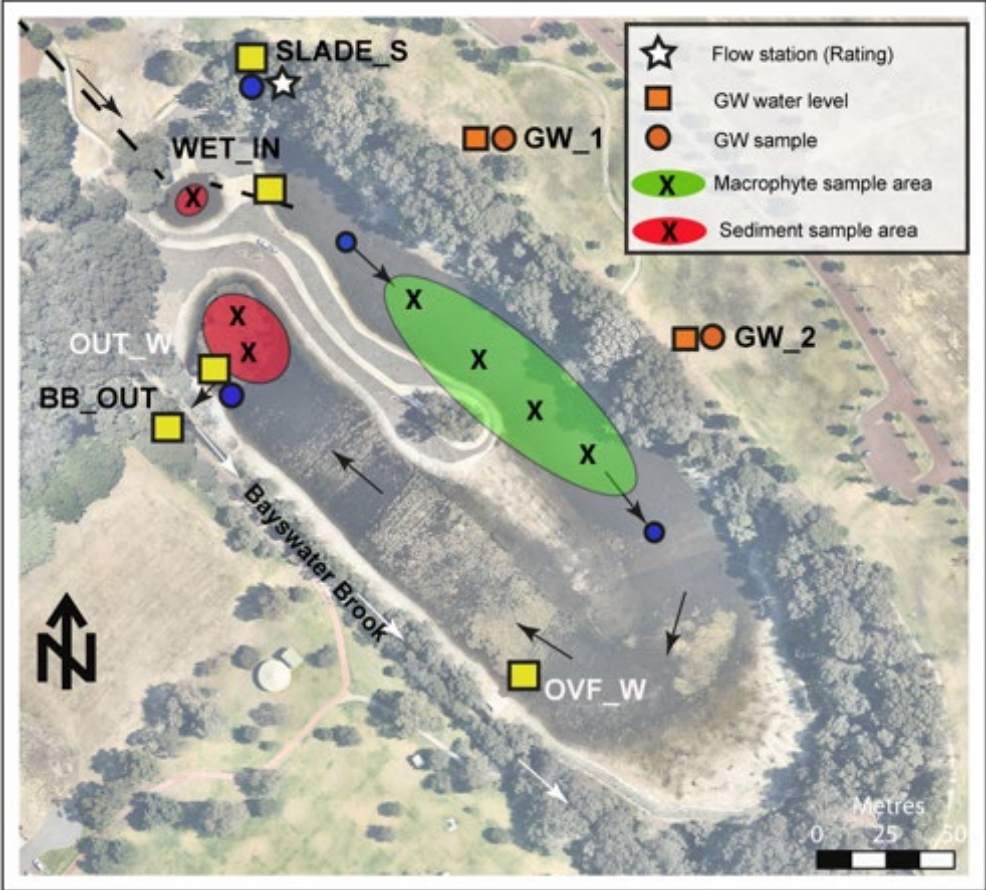 SLADE_S
WET_IN
GW_1
Flow station (Rating)
GW water level
GW sample
X Macrophyte sample area
X Sediment sample area
X
X
X
X
X
X
X
OUT_W
BB_OUT
GW_2
Bayswater Brook
OVF_W
N
Metres
0 25 50